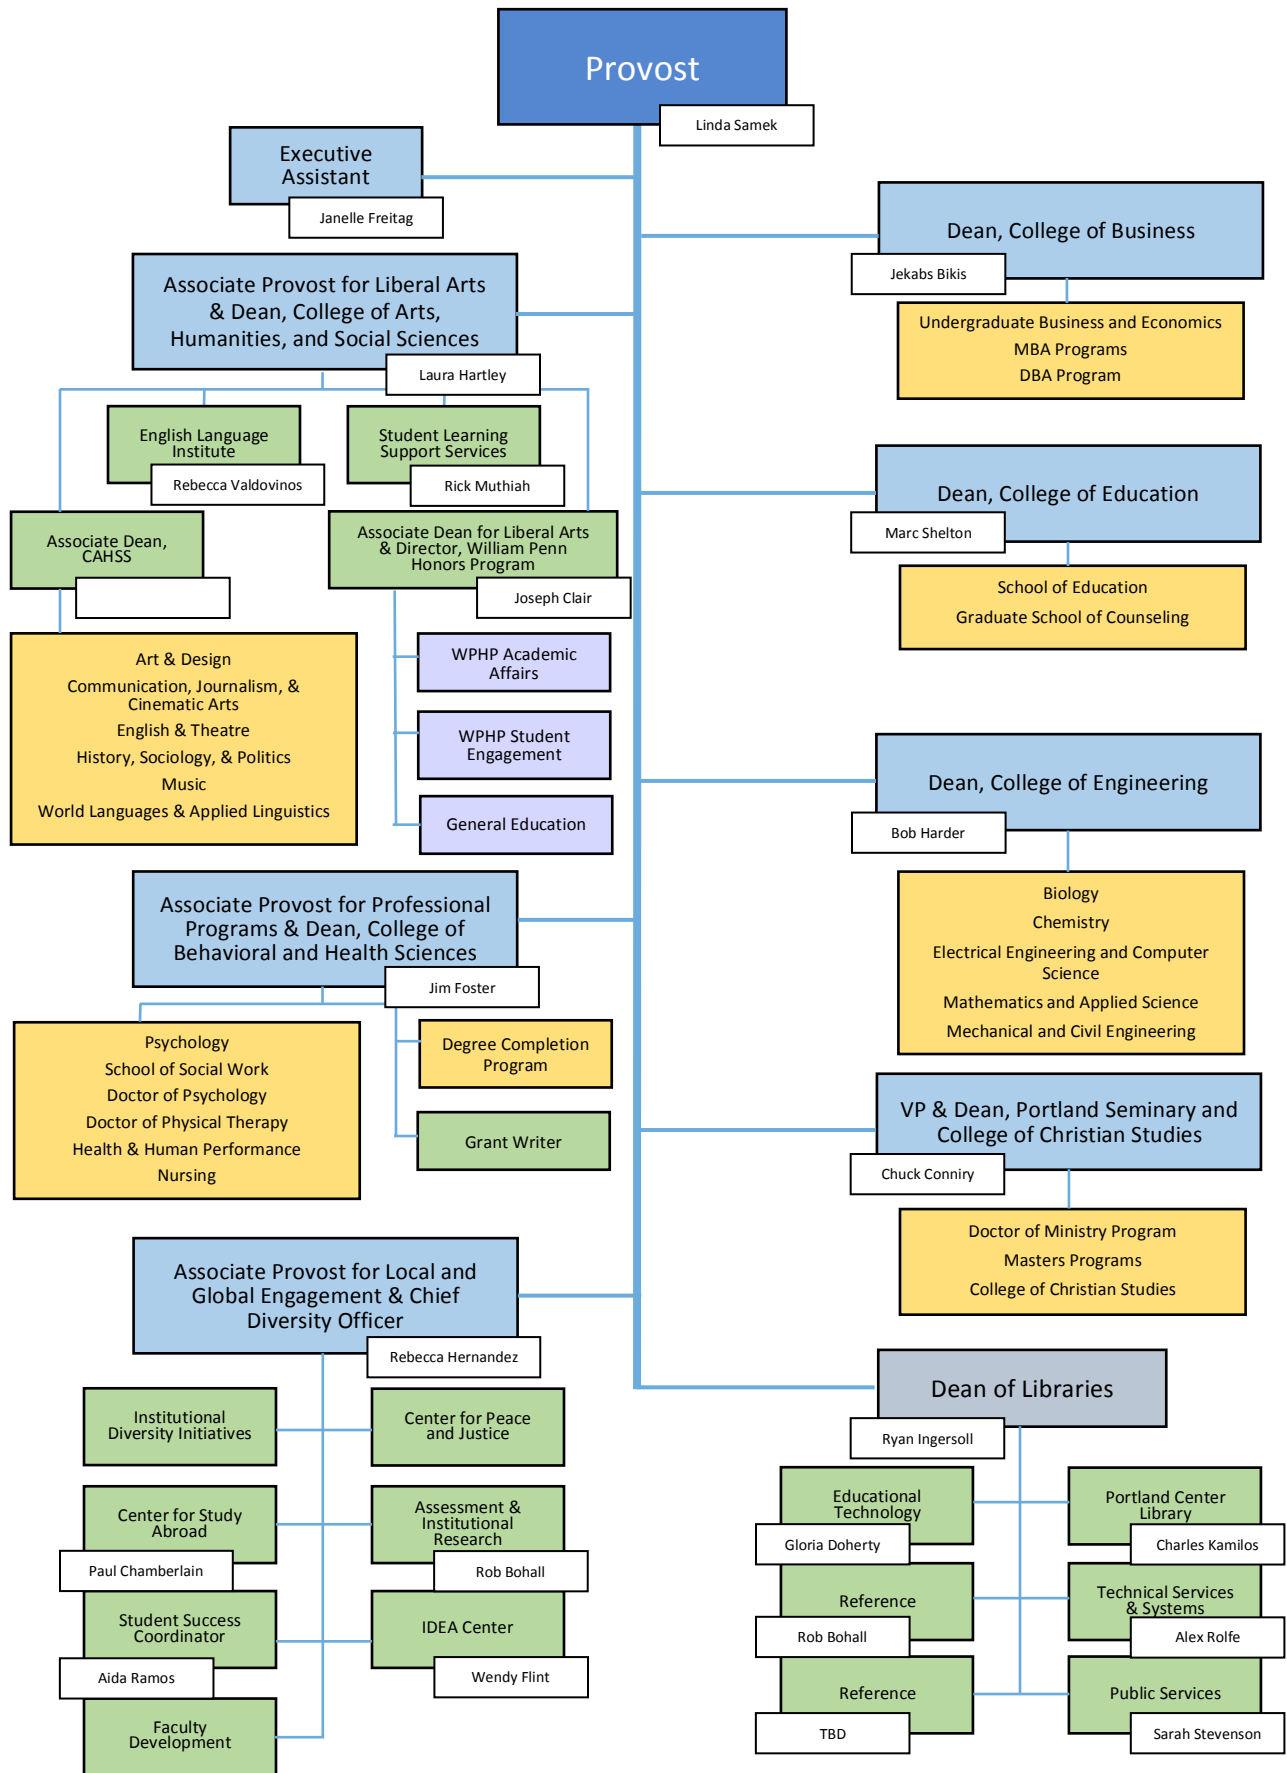 Provost
Linda Samek
Executive
Assistant
Janelle Freitag
Associate Provost for Liberal Arts
& Dean, College of Arts,
Humanities, and Social Sciences
Laura Hartley
English Language
Institute
Rebecca Valdovinos
Student Learning
Support Services
Rick Muthiah
Associate Dean,
CAHSS
Associate Dean for Liberal Arts
& Director, William Penn
Honors Program
Joseph Clair
Art & Design
Communication, Journalism, &
Cinematic Arts
English & Theatre
History, Sociology, & Politics
Music
World Languages & Applied Linguistics
WPHP Academic
Affairs
WPHP Student
Engagement
General Education
Associate Provost for Professional
Programs & Dean, College of
Behavioral and Health Sciences
Jim Foster
Psychology
School of Social Work
Doctor of Psychology
Doctor of Physical Therapy
Health & Human Performance
Nursing
Degree Completion
Program
Grant Writer
Associate Provost for Local and
Global Engagement & Chief
Diversity Officer
Rebecca Hernandez
Institutional
Diversity Initiatives
Center for Peace
and Justice
Center for Study
Abroad
Paul Chamberlain
Assessment &
Institutional
Research
Rob Bohall
Student Success
Coordinator
Aida Ramos
IDEA Center
Wendy Flint
Faculty
Development
Dean, College of Business
Jekabs Bikis
Undergraduate Business and Economics
MBA Programs
DBA Program
Dean, College of Education
Marc Shelton
School of Education
Graduate School of Counseling
Dean, College of Engineering
Bob Harder
Biology
Chemistry
Electrical Engineering and Computer
Science
Mathematics and Applied Science
Mechanical and Civil Engineering
VP & Dean, Portland Seminary and
College of Christian Studies
Chuck Conniry
Doctor of Ministry Program
Masters Programs
College of Christian Studies
Dean of Libraries
Ryan Ingersoll
Educational
Technology
Gloria Doherty
Portland Center
Library
Charles Kamilos
Reference
Rob Bohall
Technical Services
& Systems
Alex Rolfe
Reference
TBD
Public Services
Sarah Stevenson